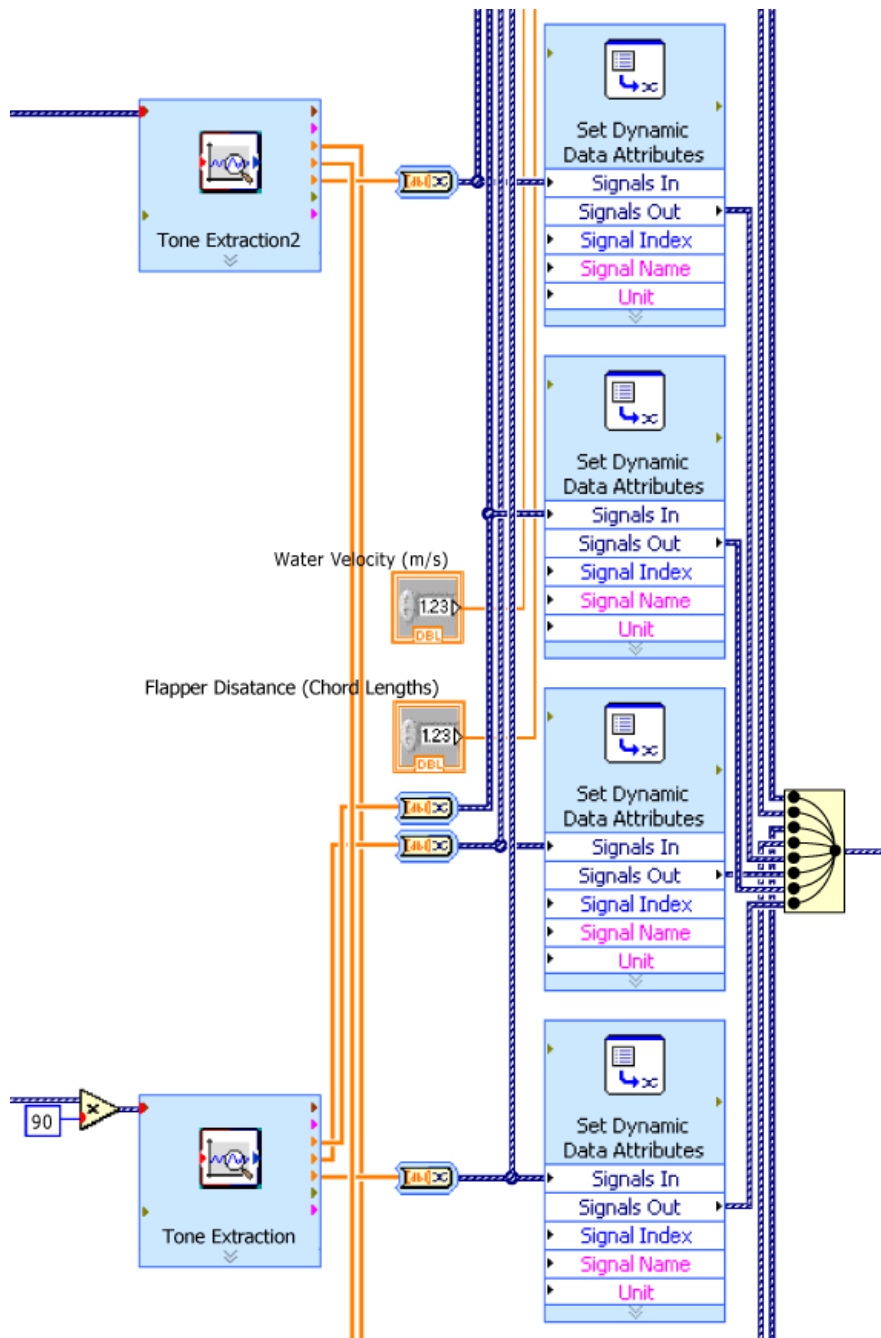 Set Dynamic
Data Attributes
Signals In
Signals Out
Signal Index
Signal Name
Unit
Tone Extraction2
Set Dynamic
Data Attributes
Signals In
Signals Out
Signal Index
Signal Name
Unit
Water Velocity (m/s)
1.23
DBL
Flapper Disatance (Chord Lengths)
1.23
DBL
Set Dynamic
Data Attributes
Signals In
Signals Out
Signal Index
Signal Name
Unit
90
Tone Extraction
Set Dynamic
Data Attributes
Signals In
Signals Out
Signal Index
Signal Name
Unit